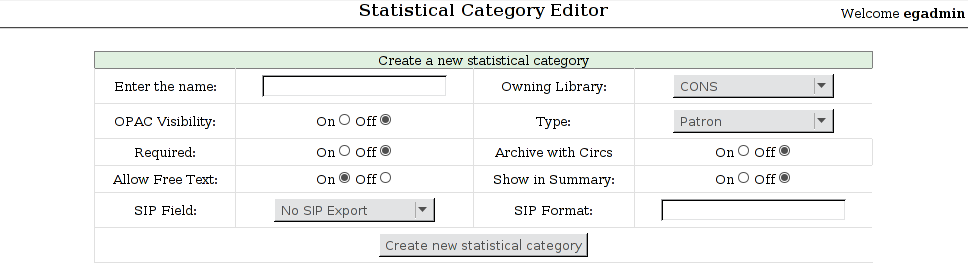 Statistical Category Editor
Welcome egadmin
Create a new statistical category
Enter the name: Owning Library: CONS
OPAC Visibility: On Off Type: Patron
Required: On Off Archive with Circs On Off
Allow Free Text: On Off Show in Summary: On Off
SIP Field: No SIP Export SIP Format:
Create new statistical category